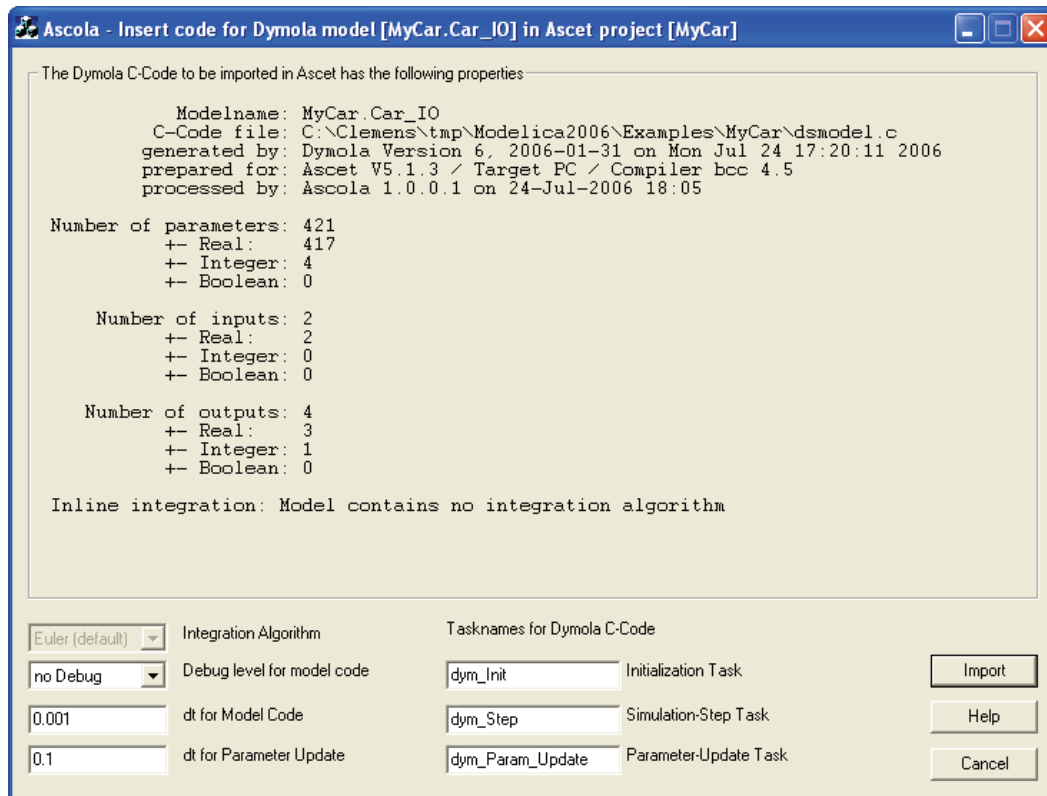 Ascola - Insert code for Dymola model [MyCar.Car_IO] in Ascet project [MyCar]
The Dymola C-Code to be imported in Ascet has the following properties
Modelname: MyCar.Car_IO
C-Code file: C:\Clemens\tmp\Modelica2006\Examples\MyCar\dsmodel.c
generated by: Dymola Version 6, 2006-01-31 on Mon Jul 24 17:20:11 2006
prepared for: Ascet V5.1.3 / Target PC / Compiler bcc 4.5
processed by: Ascola 1.0.0.1 on 24-Jul-2006 18:05
Number of parameters: 421
+- Real: 417
+- Integer: 4
+- Boolean: 0
Number of inputs: 2
+- Real: 2
+- Integer: 0
+- Boolean: 0
Number of outputs: 4
+- Real: 3
+- Integer: 1
+- Boolean: 0
Inline integration: Model contains no integration algorithm
Euler (default) Integration Algorithm Tasknames for Dymola C-Code
no Debug Debug level for model code dym_Init Initialization Task Import
0.001 dt for Model Code dym_Step Simulation-Step Task Help
0.1 dt for Parameter Update dym_Param_Update Parameter-Update Task Cancel